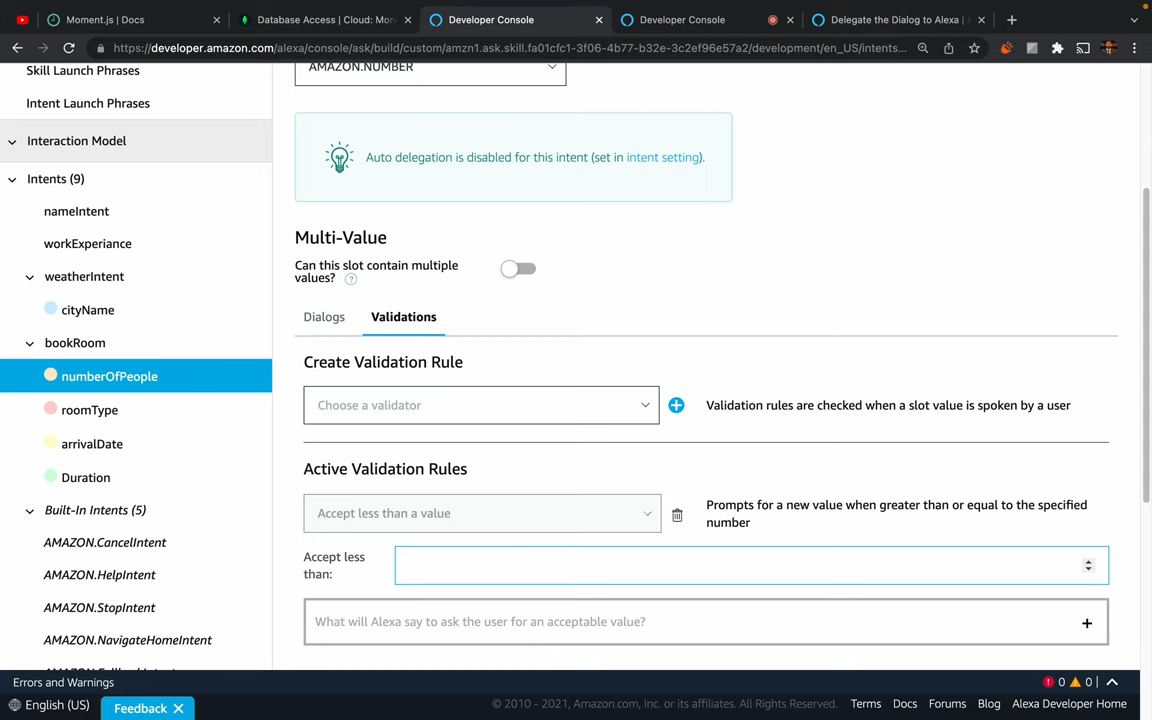 Moment.js | Docs
Database Access | Cloud: Mon
Developer Console
Developer Console
Delegate the Dialog to Alexa |
https://developer.amazon.com/alexa/console/ask/build/custom/amzn1.ask.skill.fa01cfc1-3f06-4b77-b32e-3c2ef96e57a2/development/en_US/intents...
Skill Launch Phrases
Intent Launch Phrases
Interaction Model
Intents (9)
nameIntent
workExperiance
weatherIntent
cityName
bookRoom
numberOfPeople
roomType
arrivalDate
Duration
Built-In Intents (5)
AMAZON.CancelIntent
AMAZON.HelpIntent
AMAZON.StopIntent
AMAZON.NavigateHomeIntent
AMAZON.NUMBER
Auto delegation is disabled for this intent (set in intent setting).
Multi-Value
Can this slot contain multiple
values? ?
Dialogs
Validations
Create Validation Rule
Choose a validator
Validation rules are checked when a slot value is spoken by a user
Active Validation Rules
Accept less than a value
Prompts for a new value when greater than or equal to the specified
number
Accept less
than:
What will Alexa say to ask the user for an acceptable value?
Errors and Warnings
0
0 |
English (US)
Feedback
© 2010 - 2021, Amazon.com, Inc. or its affiliates. All Rights Reserved.
Terms
Docs
Forums
Blog
Alexa Developer Home